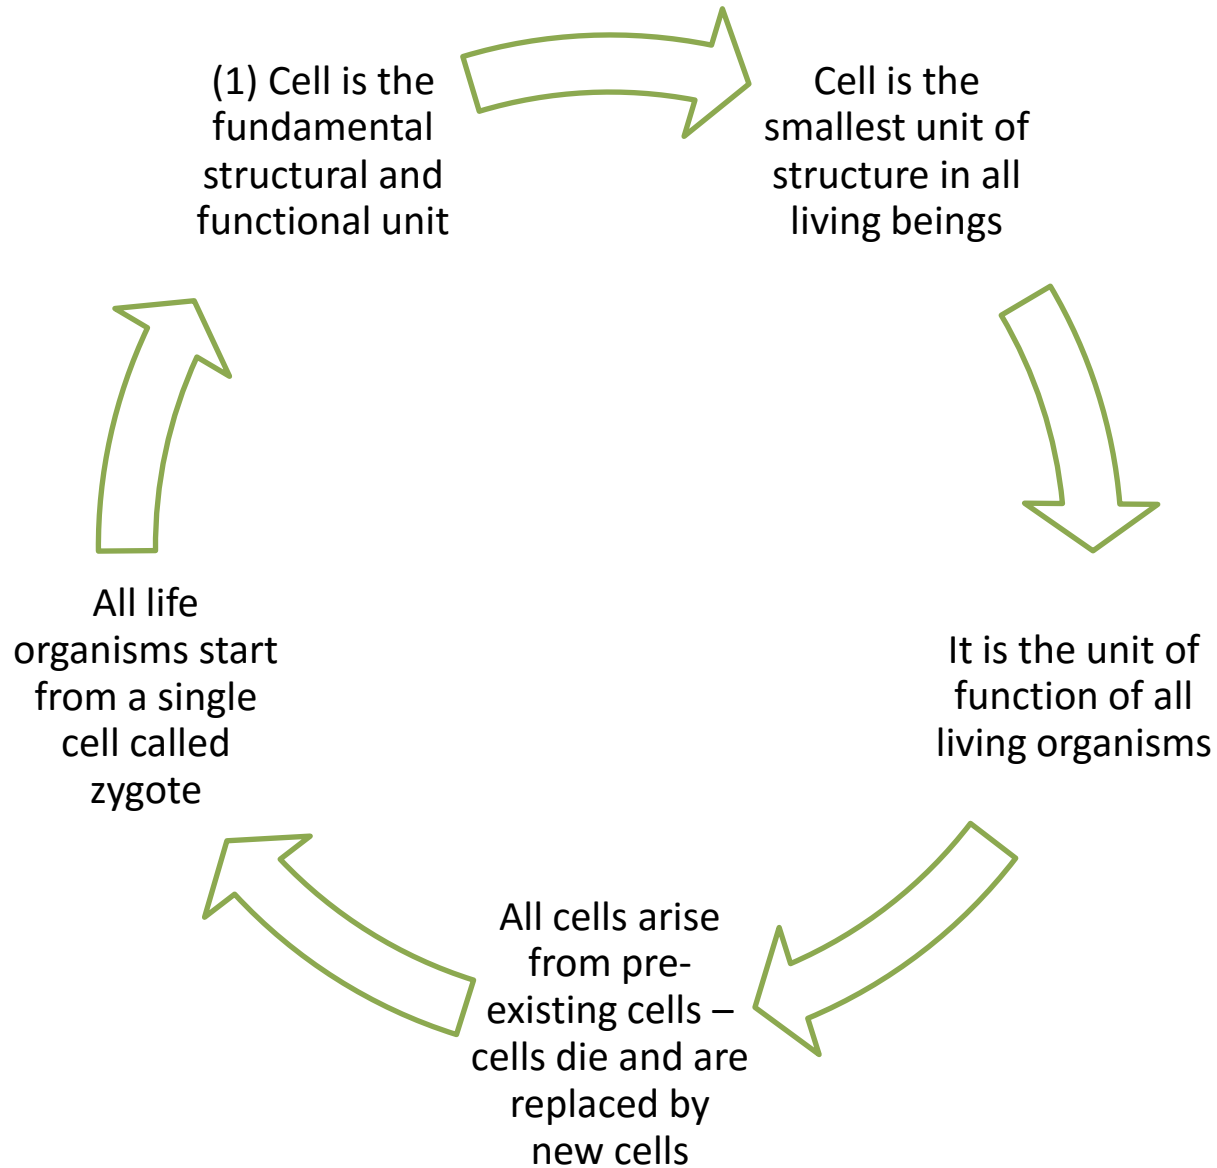 (1) Cell is the
fundamental
structural and
functional unit
Cell is the
smallest unit of
structure in all
living beings
It is the unit of
function of all
living organisms
All cells arise
from pre-
existing cells –
cells die and are
replaced by
new cells
All life
organisms start
from a single
cell called
zygote